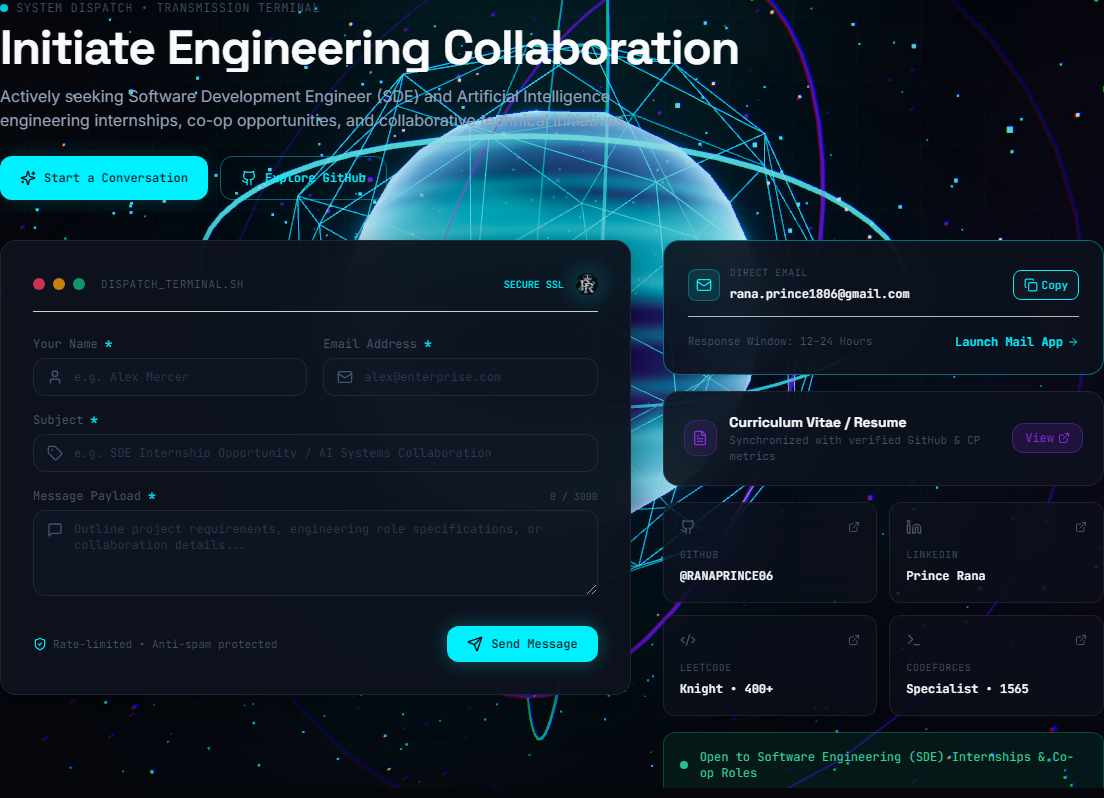 SYSTEM DISPATCH • TRANSMISSION TERMINAL
Initiate Engineering Collaboration
Actively seeking Software Development Engineer (SDE) and Artificial Intelligence
engineering internships, co-op opportunities, and collaborative technical initiatives.
Start a Conversation
Explore GitHub
DISPATCH_TERMINAL.SH
SECURE SSL
Your Name *
Email Address *
e.g. Alex Mercer
alex@enterprise.com
Subject *
e.g. SDE Internship Opportunity / AI Systems Collaboration
Message Payload *
0 / 3000
Outline project requirements, engineering role specifications, or
collaboration details...
Rate-limited • Anti-spam protected
Send Message
DIRECT EMAIL
rana.prince1806@gmail.com
Copy
Response Window: 12–24 Hours
Launch Mail App →
Curriculum Vitae / Resume
Synchronized with verified GitHub & CP
metrics
View
GITHUB
@RANAPRINCE06
LINKEDIN
Prince Rana
LEETCODE
Knight • 400+
CODEFORCES
Specialist • 1565
Open to Software Engineering (SDE) Internships & Co-
op Roles